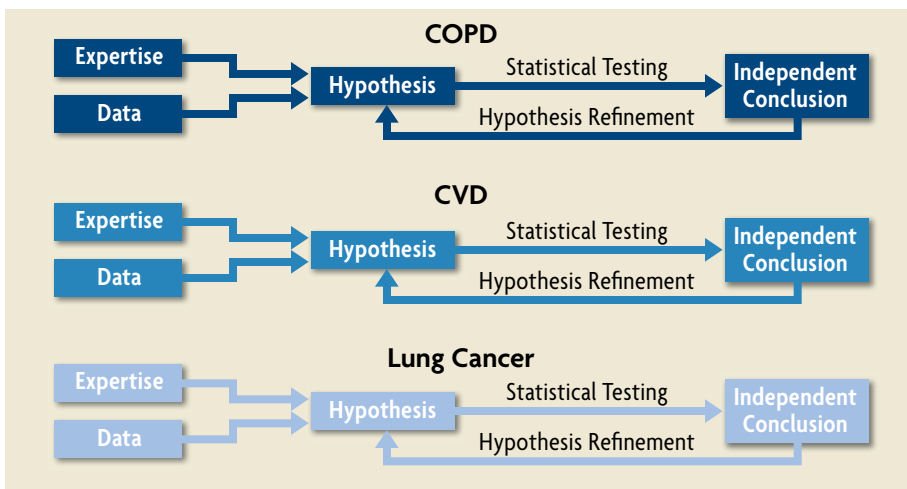 COPD
Expertise
Data
Hypothesis
Statistical Testing
Hypothesis Refinement
Independent
Conclusion
CVD
Expertise
Data
Hypothesis
Statistical Testing
Hypothesis Refinement
Independent
Conclusion
Lung Cancer
Expertise
Data
Hypothesis
Statistical Testing
Hypothesis Refinement
Independent
Conclusion